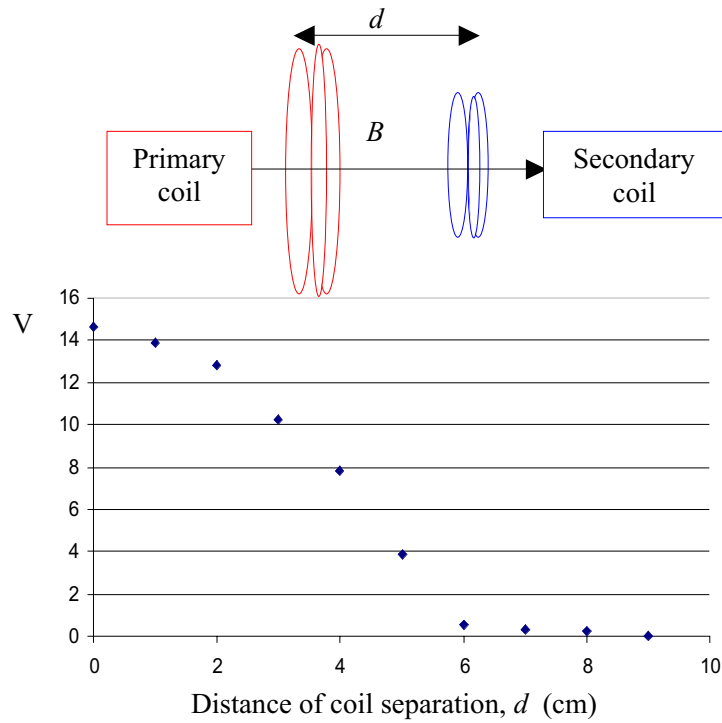 d
B
Primary
coil
Secondary
coil
V
16
14
12
10
8
6
4
2
0
0 2 4 6 8 10
Distance of coil separation, d (cm)